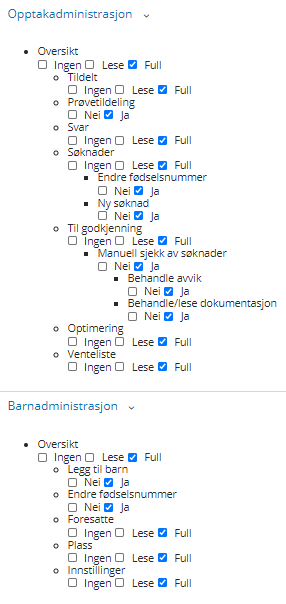 Opptakadministrasjon
Oversikt
Ingen Lese Full
Tildelt
Ingen Lese Full
Prøvetildeling
Nei Ja
Svar
Ingen Lese Full
Søknader
Ingen Lese Full
Endre fødselsnummer
Nei Ja
Ny søknad
Nei Ja
Til godkjenning
Ingen Lese Full
Manuell sjekk av søknader
Nei Ja
Behandle avvik
Nei Ja
Behandle/lese dokumentasjon
Nei Ja
Optimering
Ingen Lese Full
Venteliste
Ingen Lese Full
Barnadministrasjon
Oversikt
Ingen Lese Full
Legg til barn
Nei Ja
Endre fødselsnummer
Nei Ja
Foresatte
Ingen Lese Full
Plass
Ingen Lese Full
Innstillinger
Ingen Lese Full